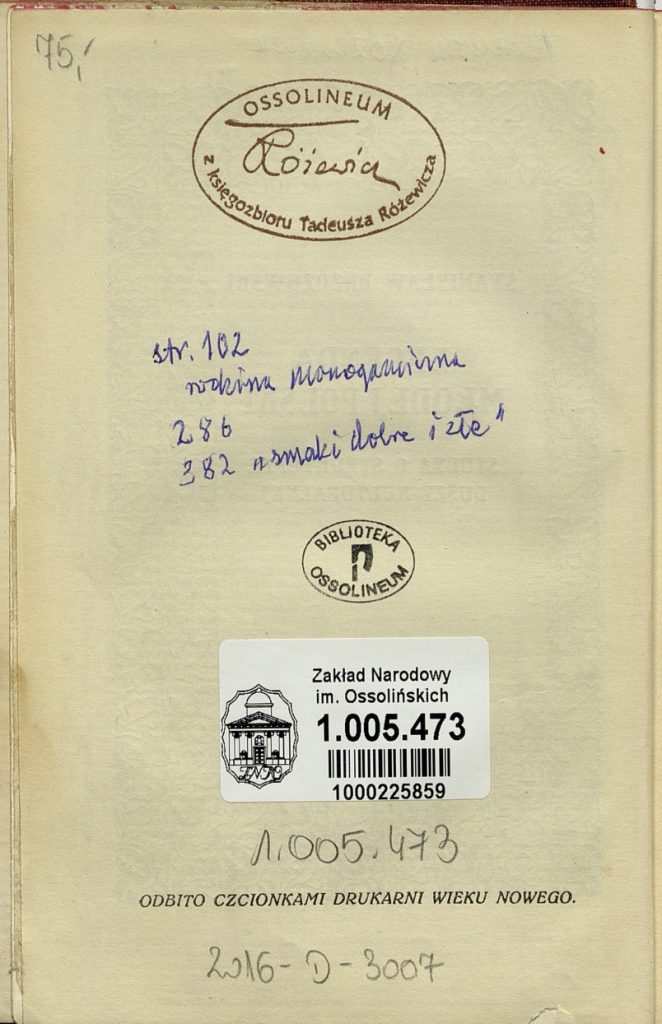 75,
OSSOLINEUM
Różewicz
z księgozbioru Tadeusza Różewicza
str. 102
rodzina monogamiczna
286
382 „smaki dobre i złe"
BIBLIOTEKA
OSSOLINEUM
Zakład Narodowy
im. Ossolińskich
1.005.473
1000225859
1.005.473
ODBITO CZCIONKAMI DRUKARNI WIEKU NOWEGO.
2016-D-3007